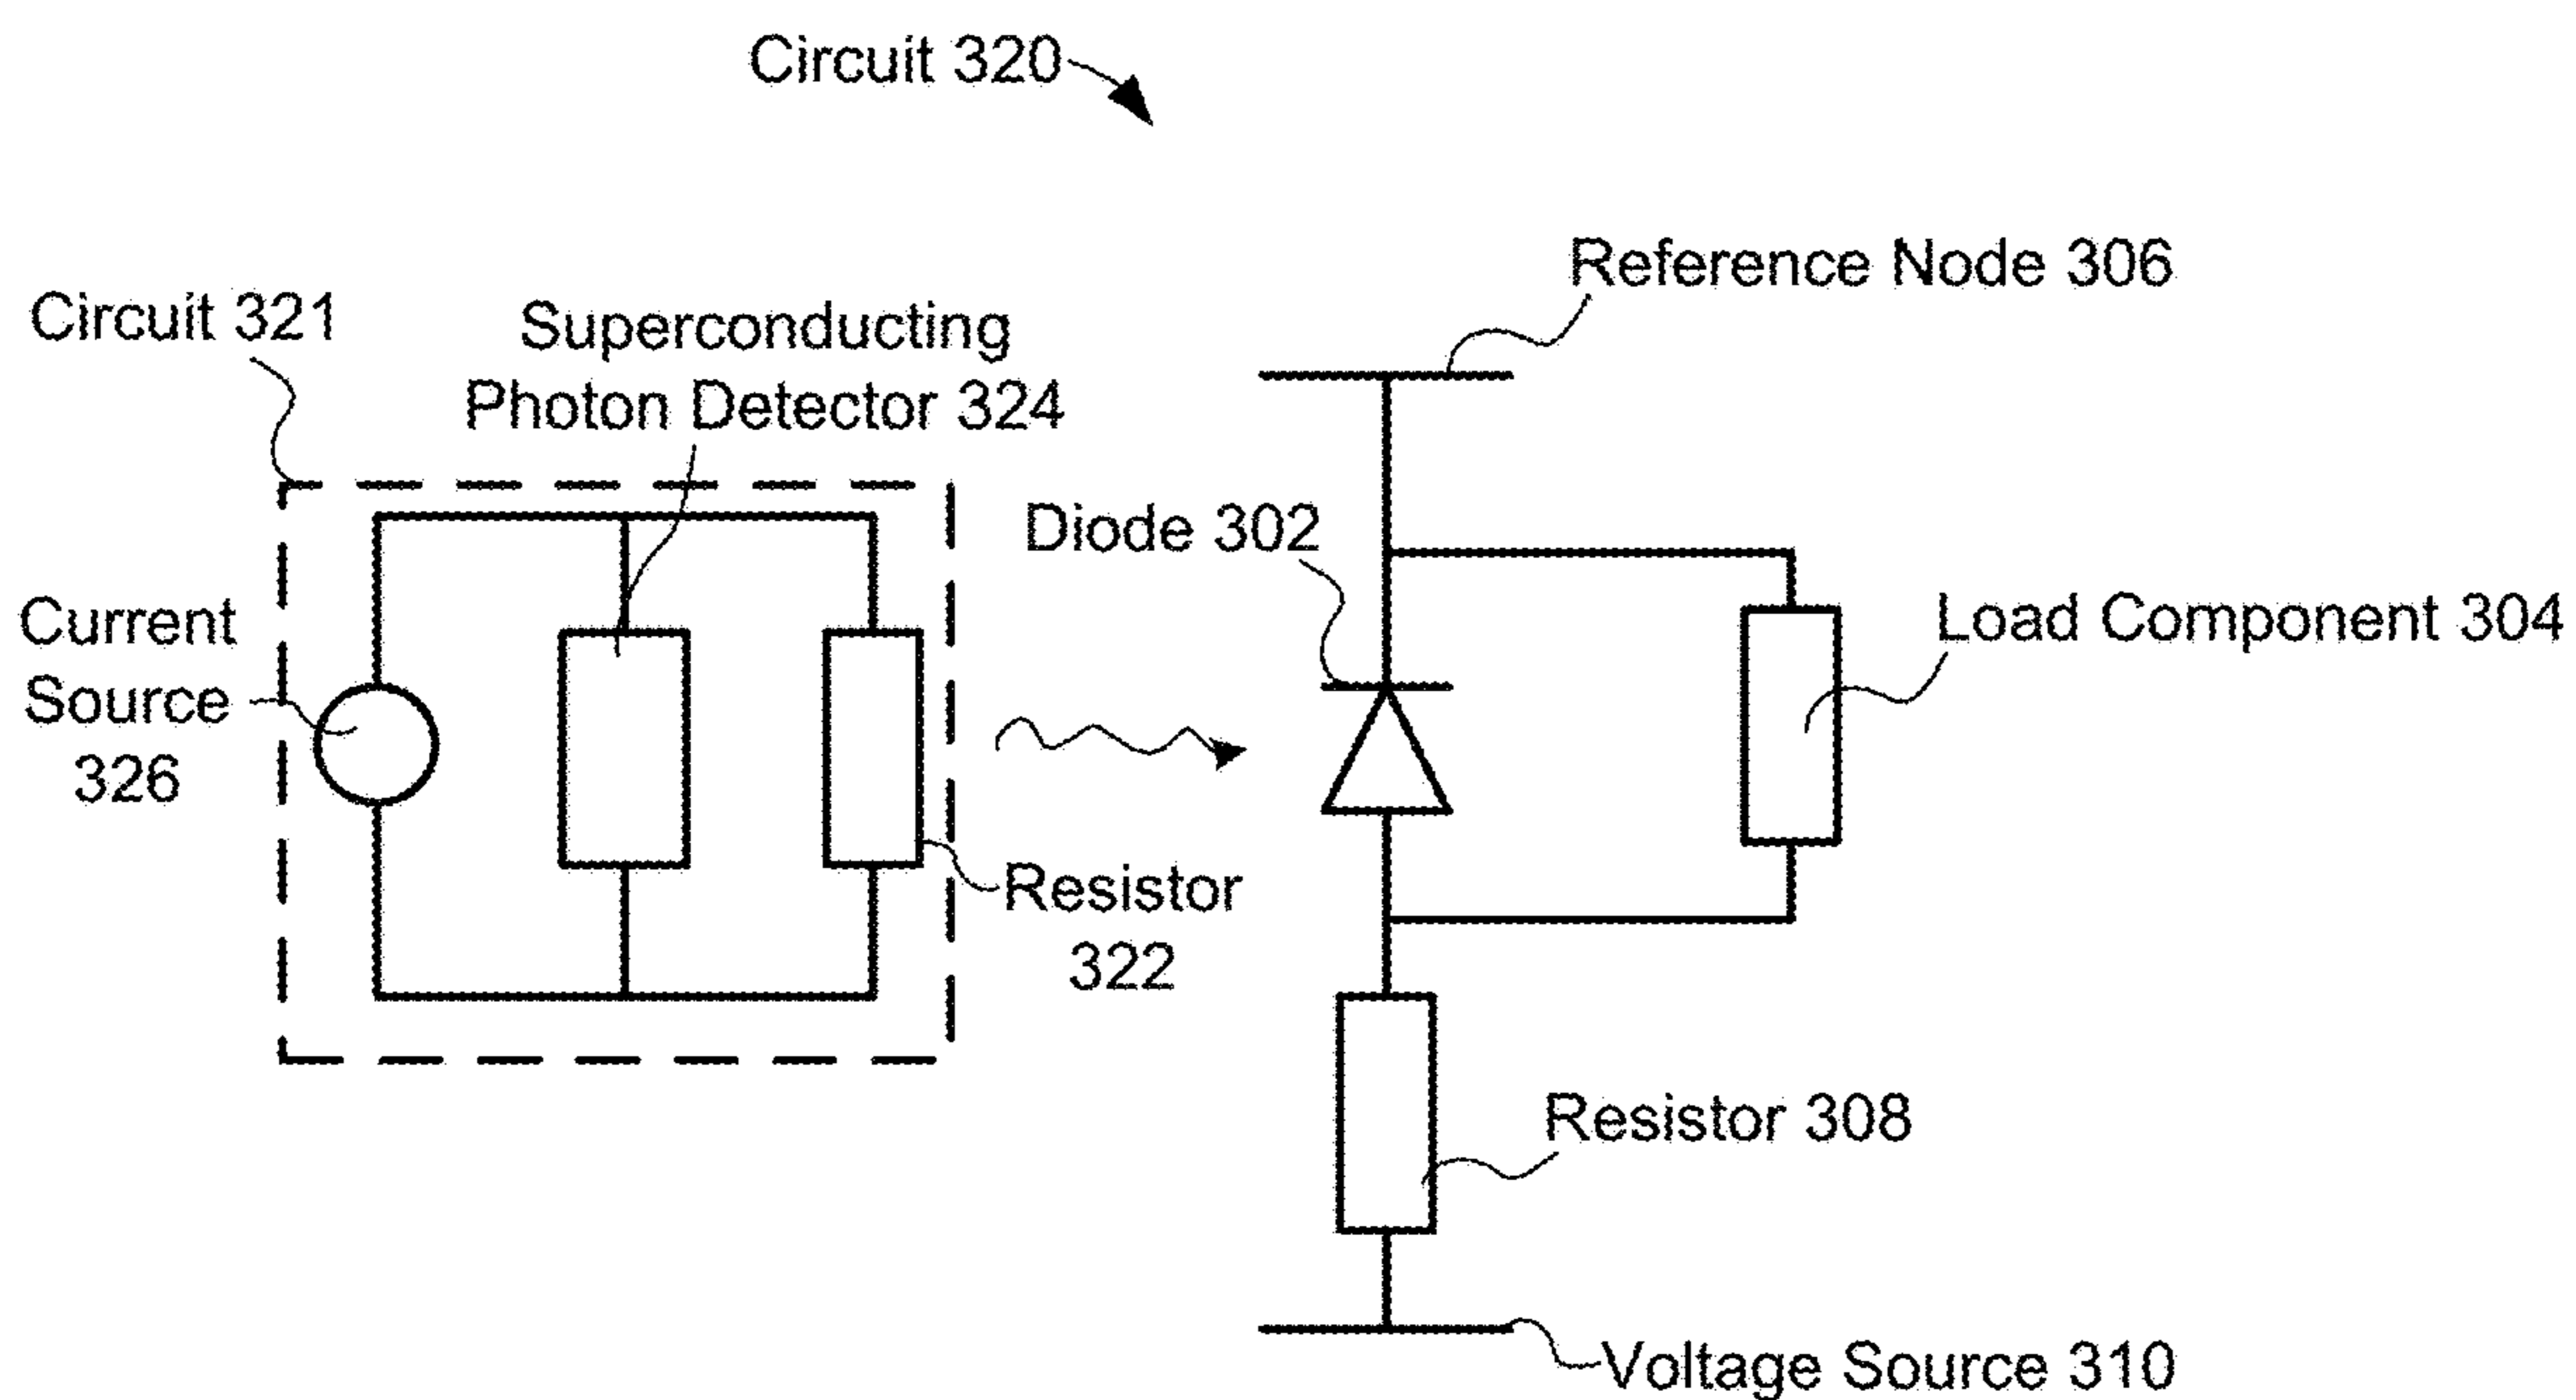 Circuit 320
Reference Node 306
Circuit 321
Superconducting
Photon Detector 324
Diode 302
Current
Source
326
Load Component 304
Resistor
322
Resistor 308
Voltage Source 310